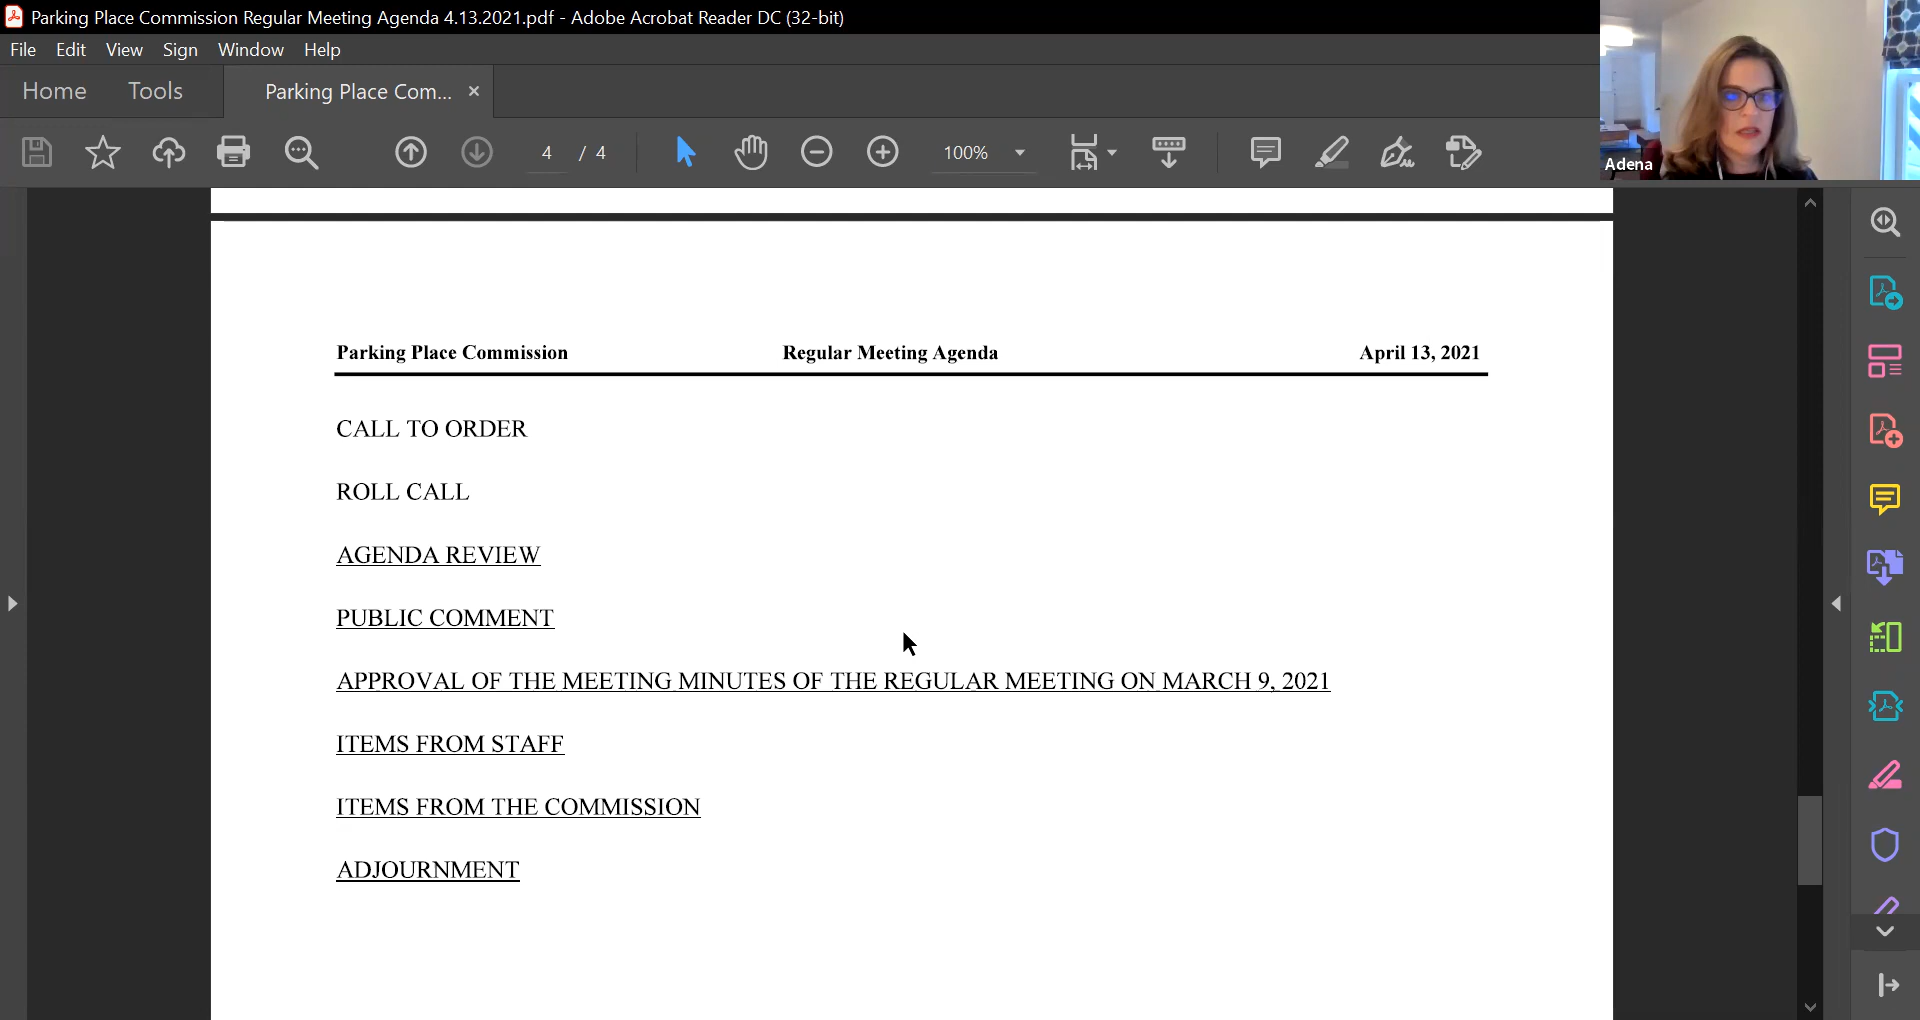 Parking Place Commission Regular Meeting Agenda 4.13.2021.pdf - Adobe Acrobat Reader DC (32-bit)
File Edit View Sign Window Help
Home Tools Parking Place Com... ×
4 / 4 100%
Adena
Parking Place Commission Regular Meeting Agenda April 13, 2021
CALL TO ORDER
ROLL CALL
AGENDA REVIEW
PUBLIC COMMENT
APPROVAL OF THE MEETING MINUTES OF THE REGULAR MEETING ON MARCH 9, 2021
ITEMS FROM STAFF
ITEMS FROM THE COMMISSION
ADJOURNMENT